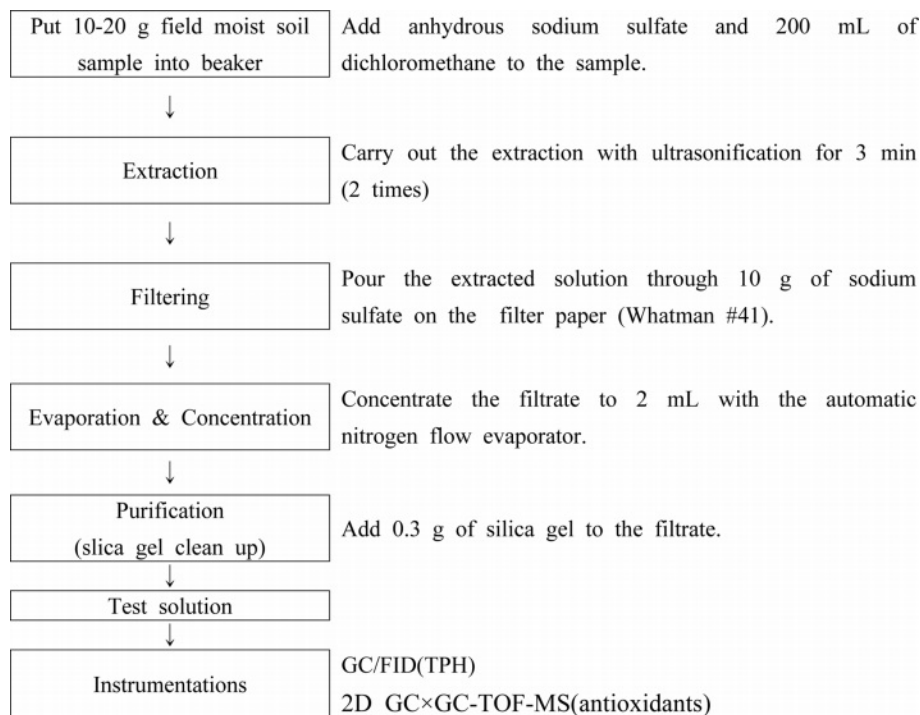 Put 10-20 g field moist soil
sample into beaker
Add anhydrous sodium sulfate and 200 mL of
dichloromethane to the sample.
↓
Extraction
Carry out the extraction with ultrasonification for 3 min
(2 times)
↓
Filtering
Pour the extracted solution through 10 g of sodium
sulfate on the filter paper (Whatman #41).
↓
Evaporation & Concentration
Concentrate the filtrate to 2 mL with the automatic
nitrogen flow evaporator.
↓
Purification
(slica gel clean up)
Add 0.3 g of silica gel to the filtrate.
↓
Test solution
↓
Instrumentations
GC/FID(TPH)
2D GC×GC-TOF-MS(antioxidants)